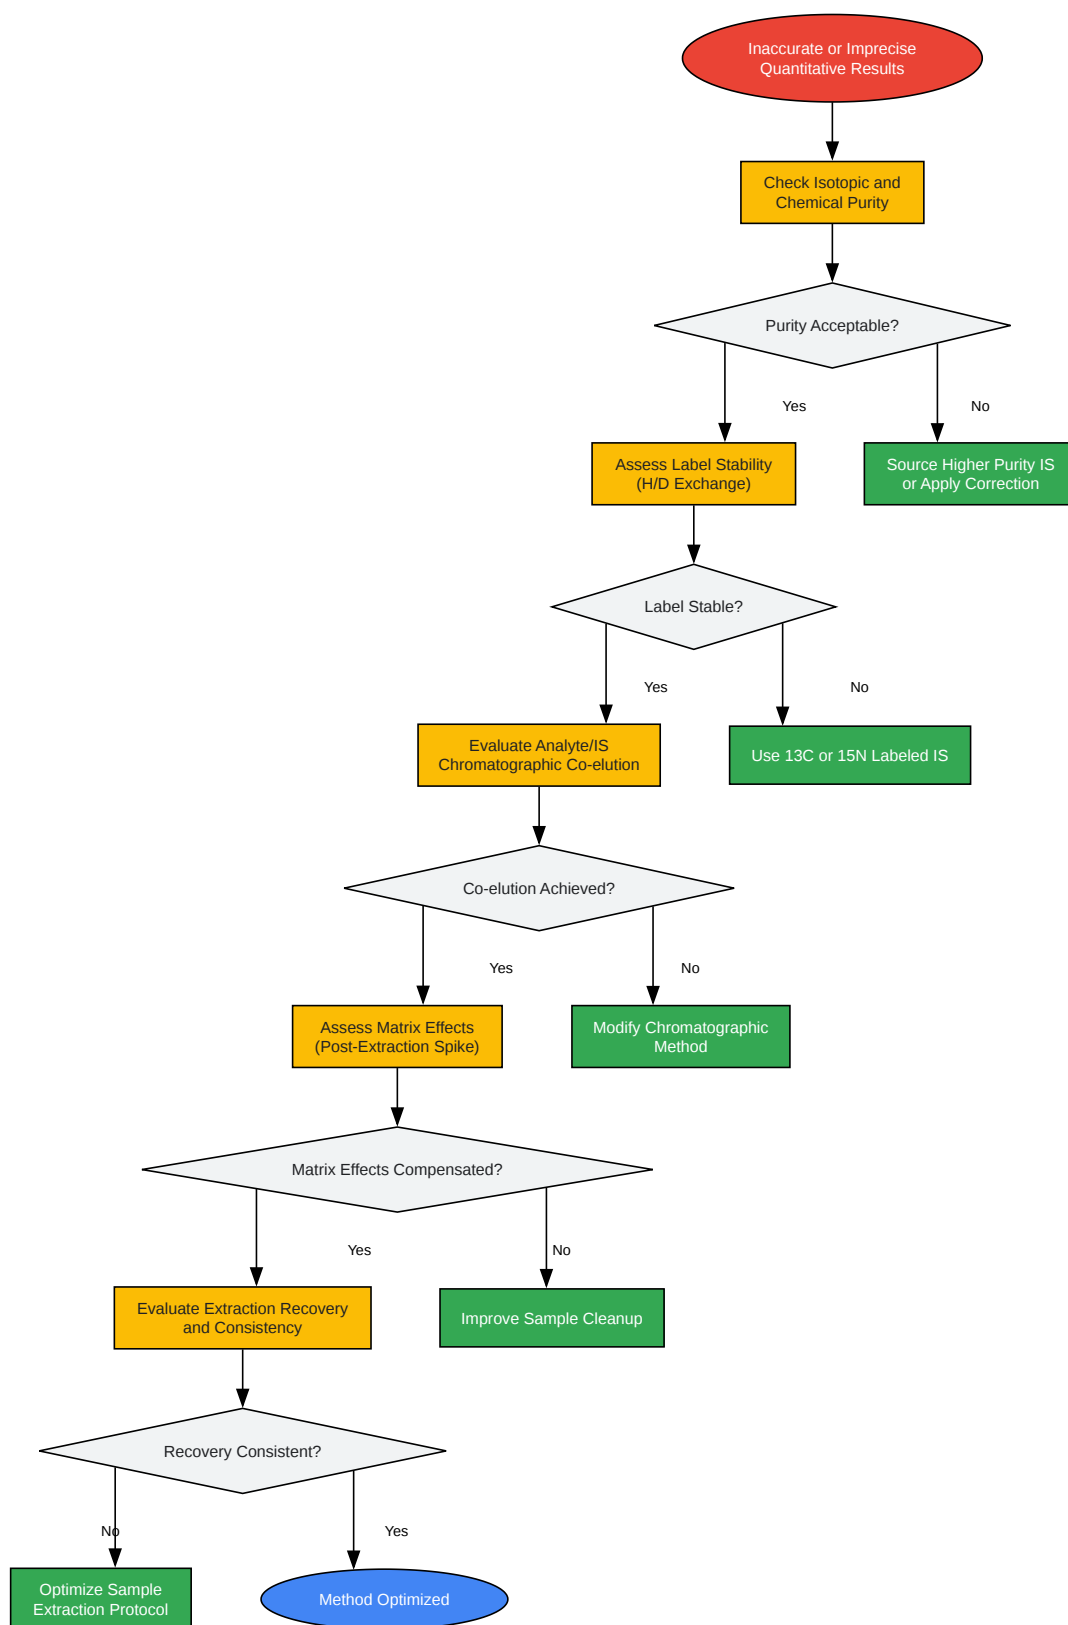 Inaccurate or Imprecise
Quantitative Results
Check Isotopic and
Chemical Purity
Purity Acceptable?
Yes
No
Assess Label Stability
(H/D Exchange)
Source Higher Purity IS
or Apply Correction
Label Stable?
Yes
No
Evaluate Analyte/IS
Chromatographic Co-elution
Use 13C or 15N Labeled IS
Co-elution Achieved?
Yes
No
Assess Matrix Effects
(Post-Extraction Spike)
Modify Chromatographic
Method
Matrix Effects Compensated?
Yes
No
Evaluate Extraction Recovery
and Consistency
Improve Sample Cleanup
Recovery Consistent?
No
Yes
Optimize Sample
Extraction Protocol
Method Optimized